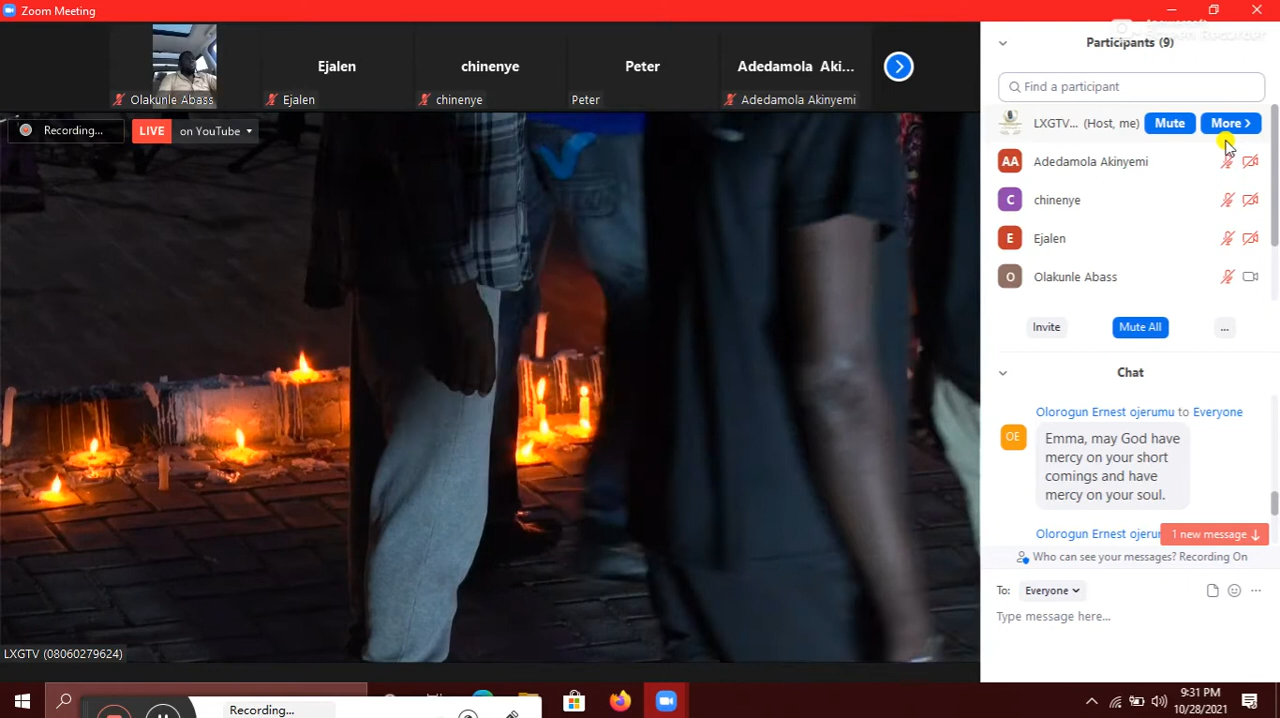 Zoom Meeting
Ejalen
chinenye
Peter
Adedamola Aki...
Olakunle Abass
Ejalen
chinenye
Peter
Adedamola Akinyemi
Recording...
LIVE on YouTube
LXGTV (08060279624)
Participants (9)
Screen Recorder
Find a participant
LXGTV... (Host, me) Mute More
AA Adedamola Akinyemi
C chinenye
E Ejalen
O Olakunle Abass
Invite Mute All ...
Chat
Olorogun Ernest ojerumu to Everyone
OE
Emma, may God have
mercy on your short
comings and have
mercy on your soul.
Olorogun Ernest
1 new message
Who can see your messages? Recording On
To: Everyone
Type message here...
Recording...
9:31 PM
10/28/2021